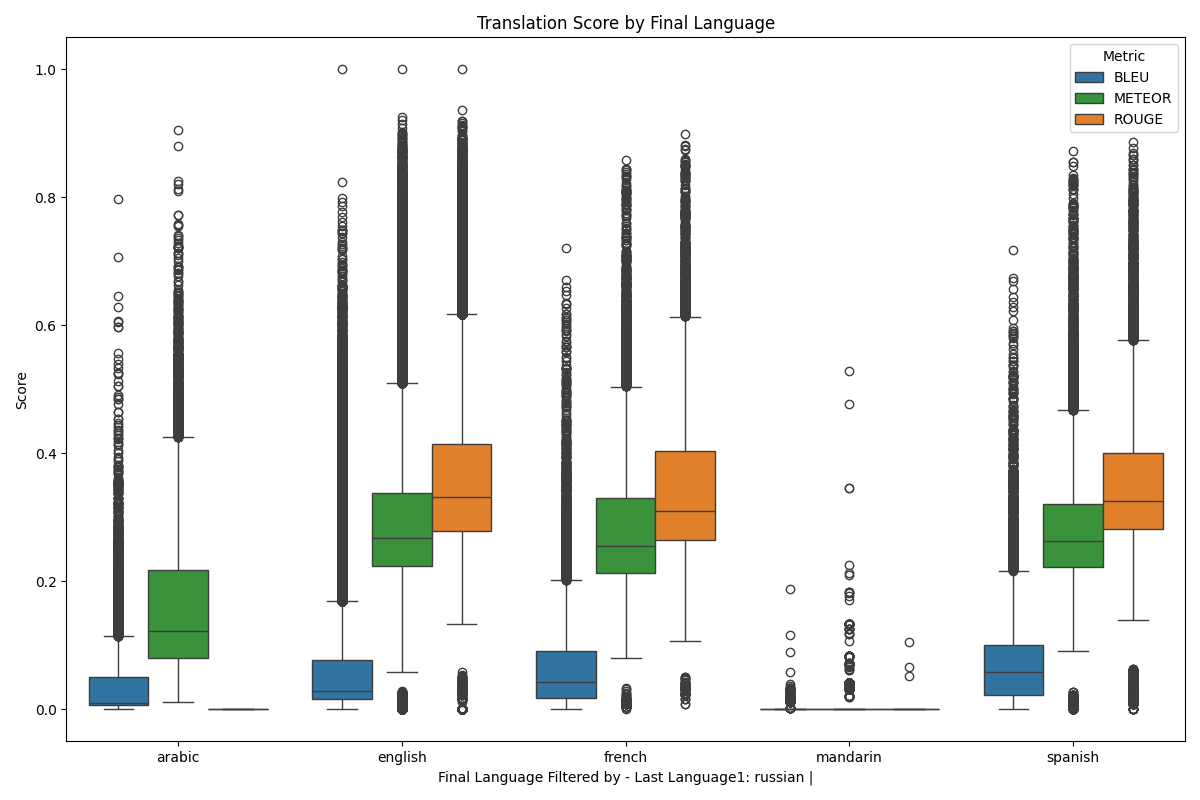 Translation Score by Final Language
Metric
BLEU
METEOR
ROUGE
1.0
0.8
0.6
0.4
0.2
0.0
Score
arabic
english
french
mandarin
spanish
Final Language Filtered by - Last Language1: russian |